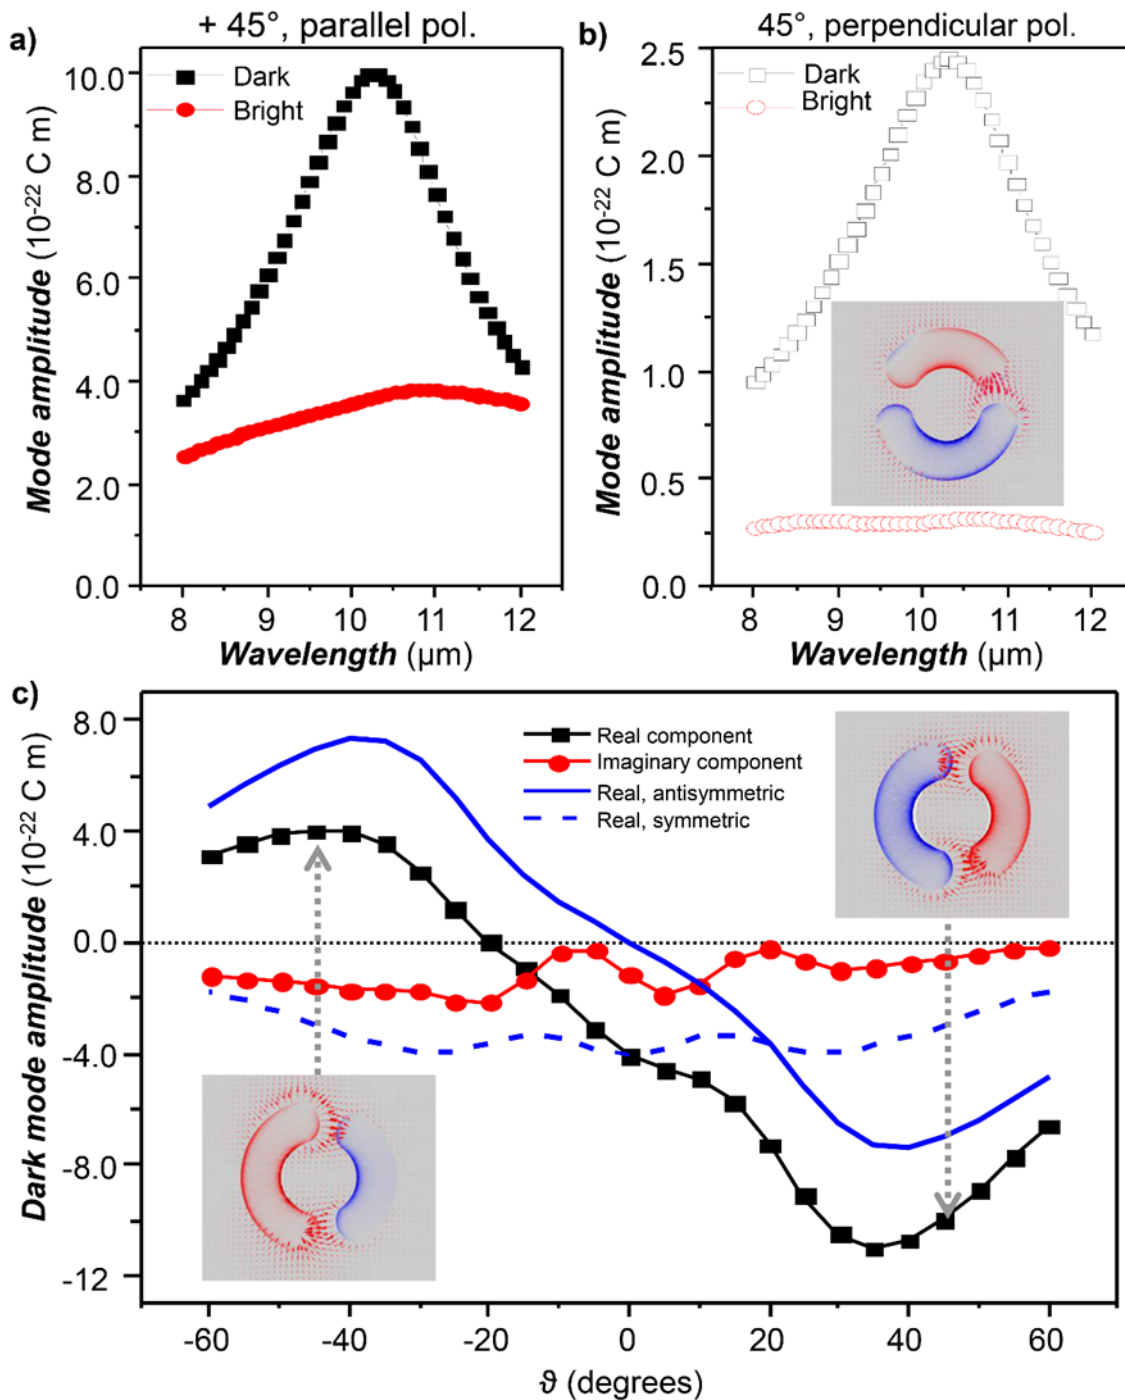 a)
+ 45°, parallel pol.
Dark
Bright
10.0
8.0
6.0
4.0
2.0
0.0
Mode amplitude (10-22 C m)
8 9 10 11 12
Wavelength (µm)
b)
45°, perpendicular pol.
Dark
Bright
2.5
2.0
1.5
1.0
0.5
0.0
Mode amplitude (10-22 C m)
8 9 10 11 12
Wavelength (µm)
c)
Real component
Imaginary component
Real, antisymmetric
Real, symmetric
8.0
4.0
0.0
-4.0
-8.0
-12
Dark mode amplitude (10-22 C m)
-60 -40 -20 0 20 40 60
ϑ (degrees)